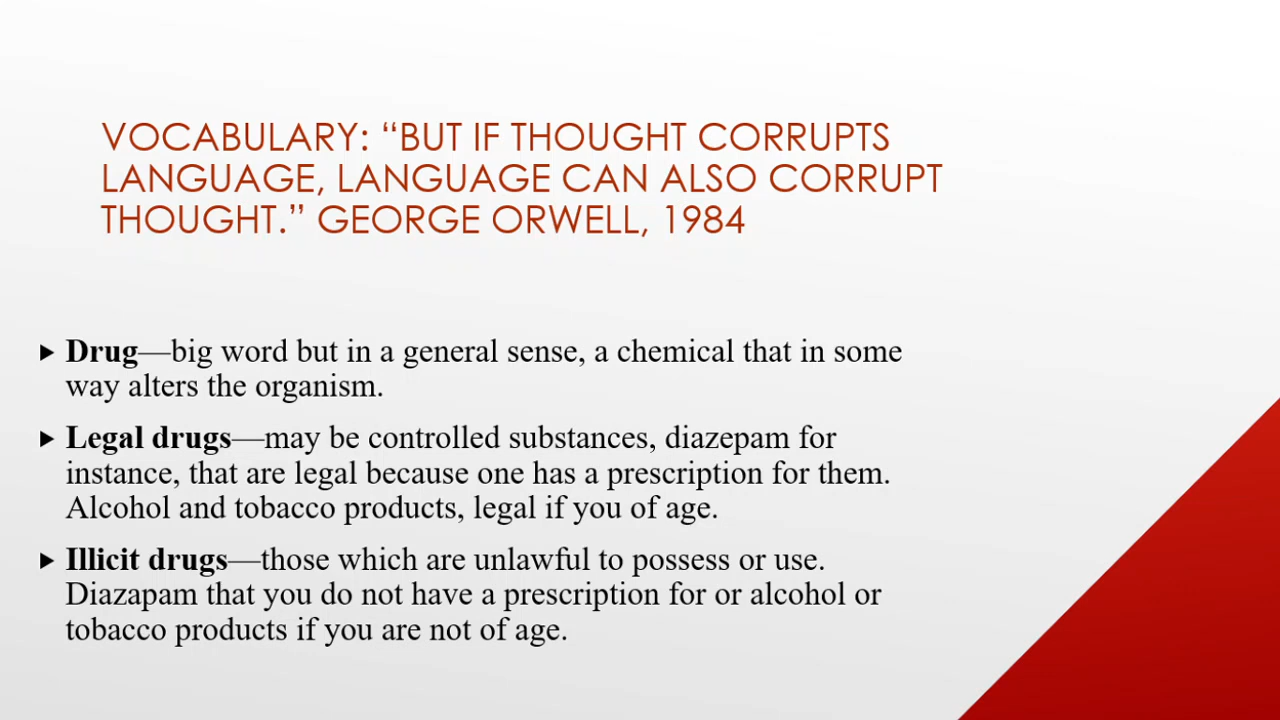 VOCABULARY: “BUT IF THOUGHT CORRUPTS
LANGUAGE, LANGUAGE CAN ALSO CORRUPT
THOUGHT.” GEORGE ORWELL, 1984
Drug—big word but in a general sense, a chemical that in some
way alters the organism.
Legal drugs—may be controlled substances, diazepam for
instance, that are legal because one has a prescription for them.
Alcohol and tobacco products, legal if you of age.
Illicit drugs—those which are unlawful to possess or use.
Diazapam that you do not have a prescription for or alcohol or
tobacco products if you are not of age.